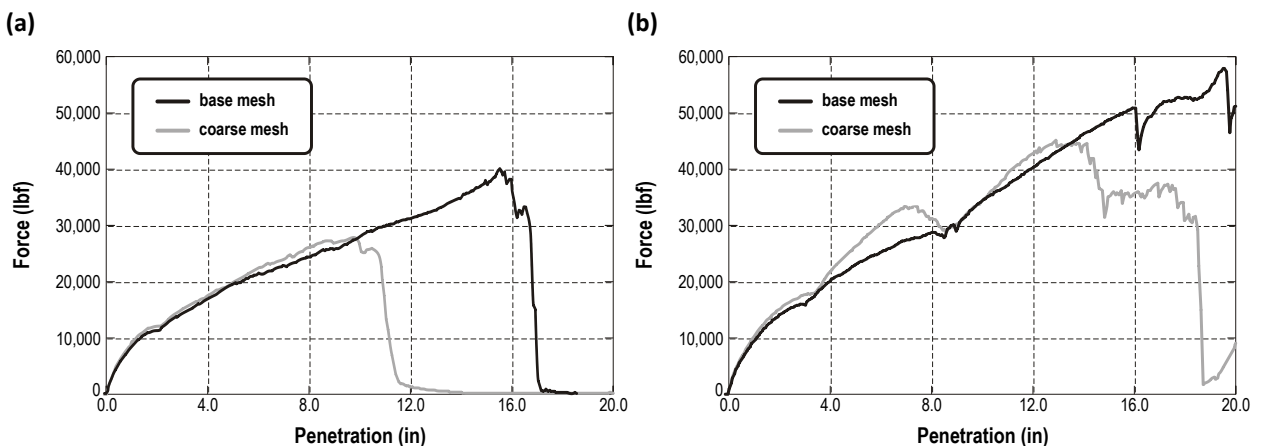 (a)
60,000
50,000
40,000
30,000
20,000
10,000
0
Force (lbf)
base mesh
coarse mesh
0.0 4.0 8.0 12.0 16.0 20.0
Penetration (in)
(b)
60,000
50,000
40,000
30,000
20,000
10,000
0
Force (lbf)
base mesh
coarse mesh
0.0 4.0 8.0 12.0 16.0 20.0
Penetration (in)